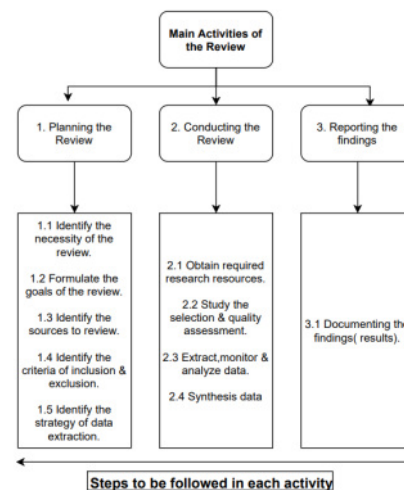 Main Activities of
the Review
1. Planning the
Review
2. Conducting the
Review
3. Reporting the
findings
1.1 Identify the
necessity of the
review.
1.2 Formulate the
goals of the review.
1.3 Identify the
sources to review.
1.4 Identify the
criteria of inclusion &
exclusion.
1.5 Identify the
strategy of data
extraction.
2.1 Obtain required
research resources.
2.2 Study the
selection & quality
assessment.
2.3 Extract,monitor &
analyze data.
2.4 Synthesis data
3.1 Documenting the
findings( results).
Steps to be followed in each activity